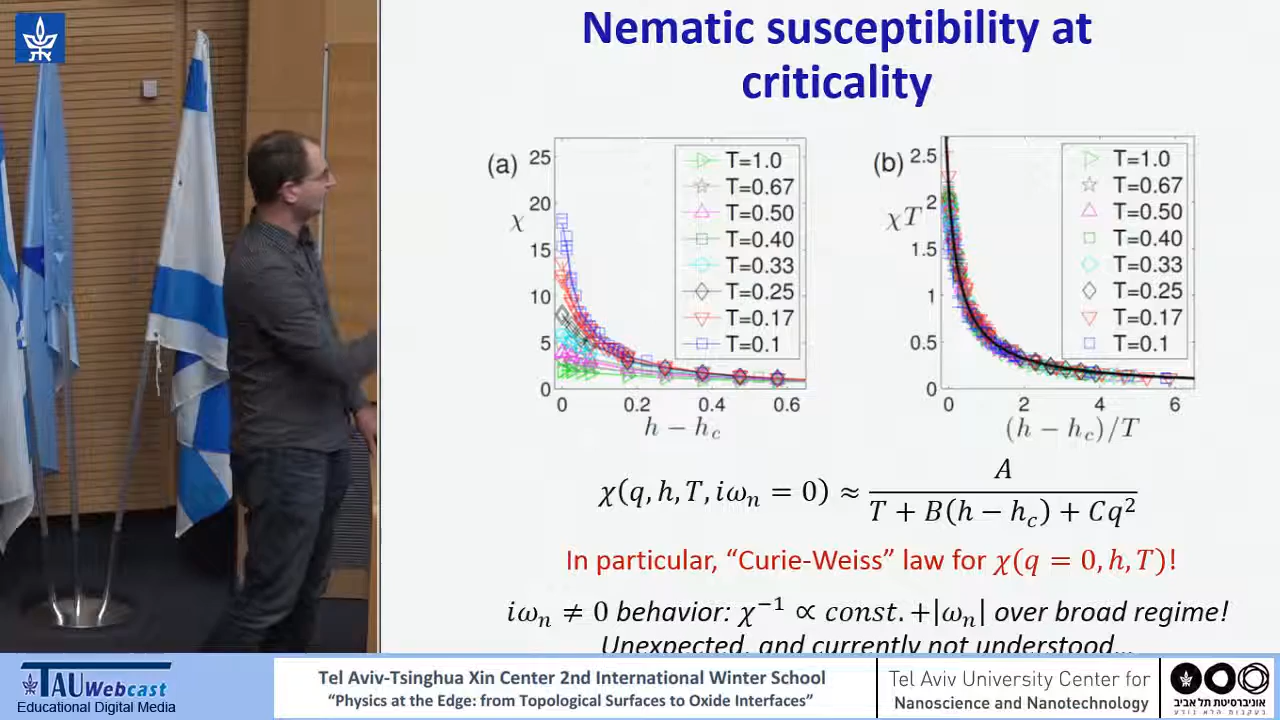 Nematic susceptibility at
criticality
(a)
χ
25
20
15
10
5
0
0
0.2
0.4
0.6
h − h_c
T=1.0
T=0.67
T=0.50
T=0.40
T=0.33
T=0.25
T=0.17
T=0.1
(b)
χT
2.5
2
1.5
1
0.5
0
0
2
4
6
(h − h_c)/T
T=1.0
T=0.67
T=0.50
T=0.40
T=0.33
T=0.25
T=0.17
T=0.1
χ(q, h, T, iω_n = 0) ≈ A / (T + B(h − h_c) + Cq²)
In particular, “Curie-Weiss” law for χ(q = 0, h, T)!
iω_n ≠ 0 behavior: χ⁻¹ ∝ const. +|ω_n| over broad regime!
Unexpected, and currently not understood...
TAU Webcast
Educational Digital Media
Tel Aviv-Tsinghua Xin Center 2nd International Winter School
“Physics at the Edge: from Topological Surfaces to Oxide Interfaces”
Tel Aviv University Center for
Nanoscience and Nanotechnology
אוניברסיטת תל אביב